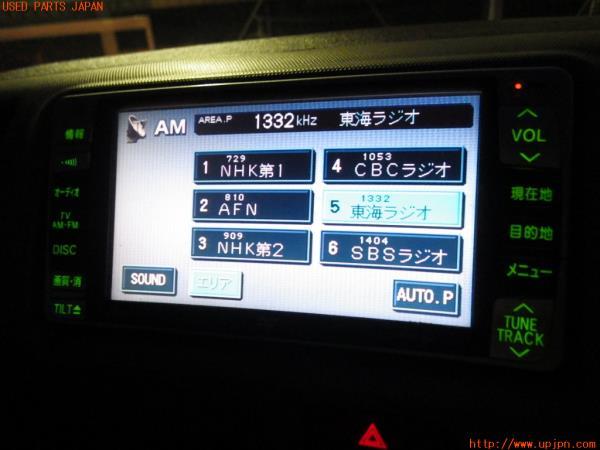 USED PARTS JAPAN
AM
AREA.P 1332kHz 東海ラジオ
729
1 NHK第1
1053
4 CBCラジオ
810
2 AFN
1332
5 東海ラジオ
909
3 NHK第2
1404
6 SBSラジオ
SOUND
エリア
AUTO.P
情報
オーディオ
TV
AM・FM
DISC
画質・消
TILT
VOL
現在地
目的地
メニュー
TUNE
TRACK
http://www.upjpn.com